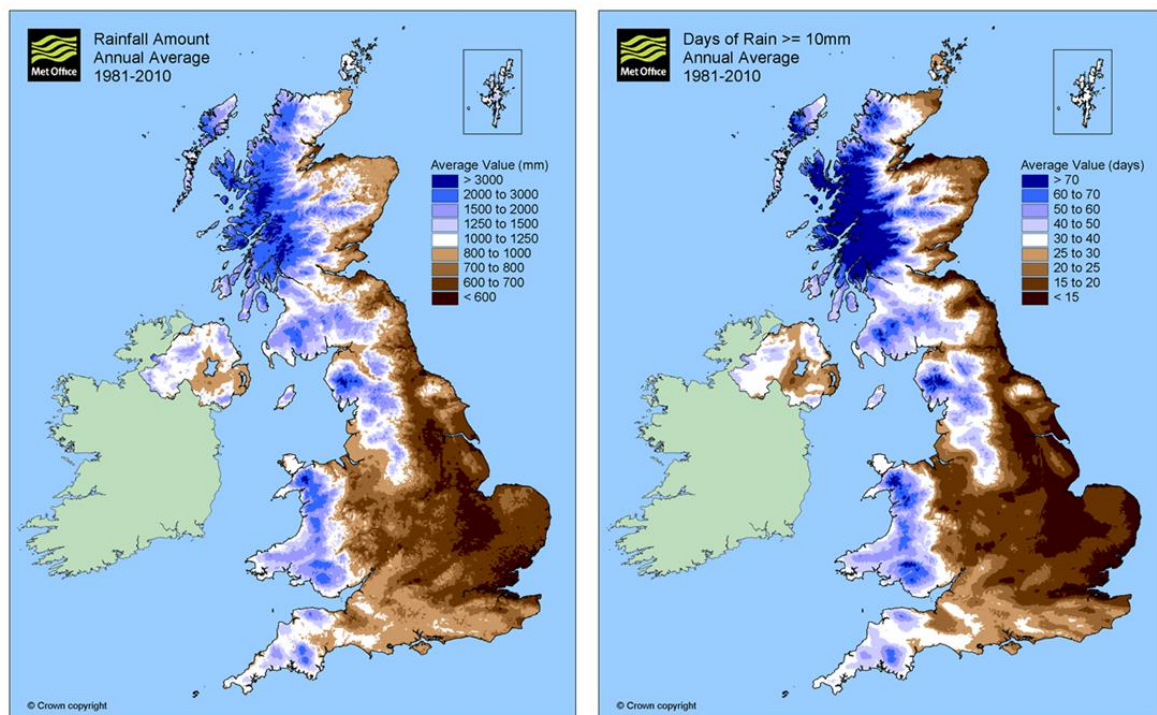 Met Office
Rainfall Amount
Annual Average
1981-2010
Average Value (mm)
> 3000
2000 to 3000
1500 to 2000
1250 to 1500
1000 to 1250
800 to 1000
700 to 800
600 to 700
< 600
© Crown copyright
Met Office
Days of Rain >= 10mm
Annual Average
1981-2010
Average Value (days)
> 70
60 to 70
50 to 60
40 to 50
30 to 40
25 to 30
20 to 25
15 to 20
< 15
© Crown copyright